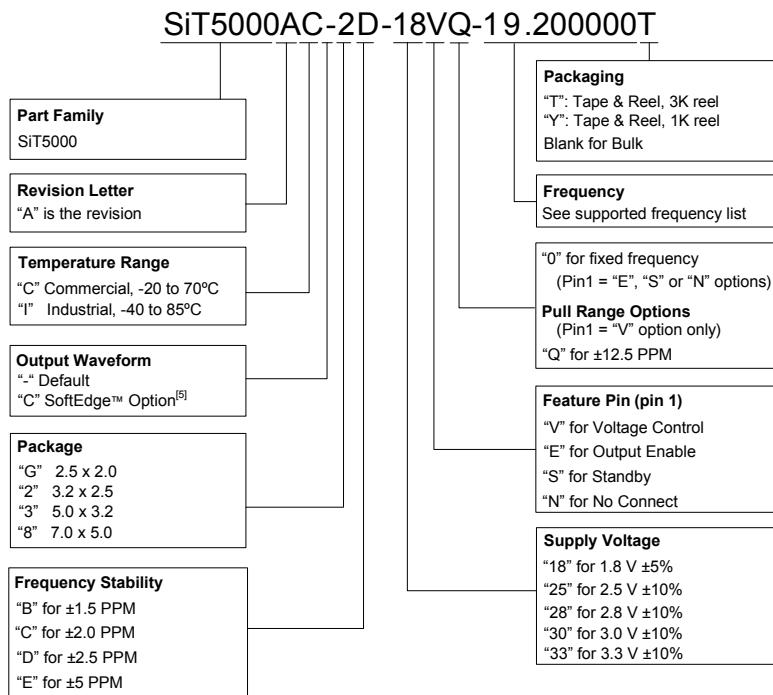 SiT5000AC-2D-18VQ-19.200000T
Part Family
SiT5000
Revision Letter
“A” is the revision
Temperature Range
“C” Commercial, -20 to 70ºC
“I” Industrial, -40 to 85ºC
Output Waveform
“-“ Default
“C” SoftEdge™ Option[5]
Package
“G” 2.5 x 2.0
“2” 3.2 x 2.5
“3” 5.0 x 3.2
“8” 7.0 x 5.0
Frequency Stability
“B” for ±1.5 PPM
“C” for ±2.0 PPM
“D” for ±2.5 PPM
“E” for ±5 PPM
Packaging
“T”: Tape & Reel, 3K reel
“Y”: Tape & Reel, 1K reel
Blank for Bulk
Frequency
See supported frequency list
“0” for fixed frequency
(Pin1 = “E”, “S” or “N” options)
Pull Range Options
(Pin1 = “V” option only)
“Q” for ±12.5 PPM
Feature Pin (pin 1)
“V” for Voltage Control
“E” for Output Enable
“S” for Standby
“N” for No Connect
Supply Voltage
“18” for 1.8 V ±5%
“25” for 2.5 V ±10%
“28” for 2.8 V ±10%
“30” for 3.0 V ±10%
“33” for 3.3 V ±10%